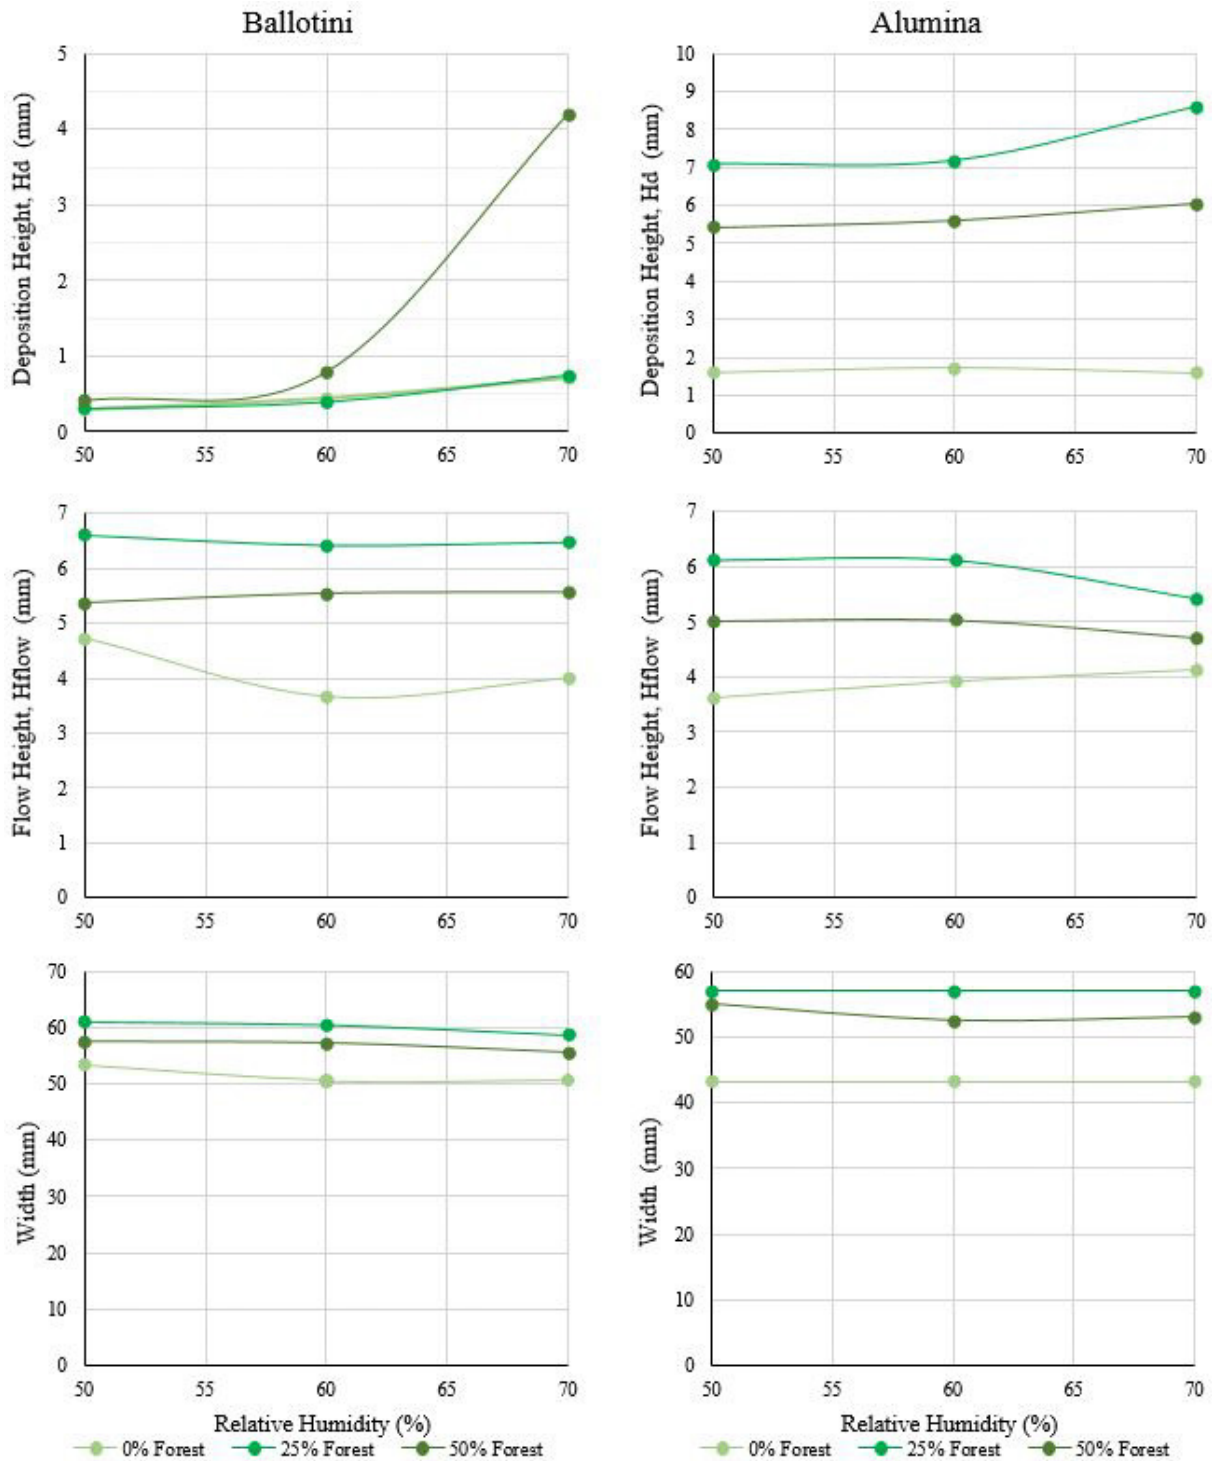 Ballotini
Alumina
Deposition Height, Hd (mm)
5
4
3
2
1
0
50 55 60 65 70
Deposition Height, Hd (mm)
10
9
8
7
6
5
4
3
2
1
0
50 55 60 65 70
Flow Height, Hflow (mm)
7
6
5
4
3
2
1
0
50 55 60 65 70
Flow Height, Hflow (mm)
7
6
5
4
3
2
1
0
50 55 60 65 70
Width (mm)
70
60
50
40
30
20
10
0
50 55 60 65 70
Relative Humidity (%)
0% Forest 25% Forest 50% Forest
Width (mm)
60
50
40
30
20
10
0
50 55 60 65 70
Relative Humidity (%)
0% Forest 25% Forest 50% Forest